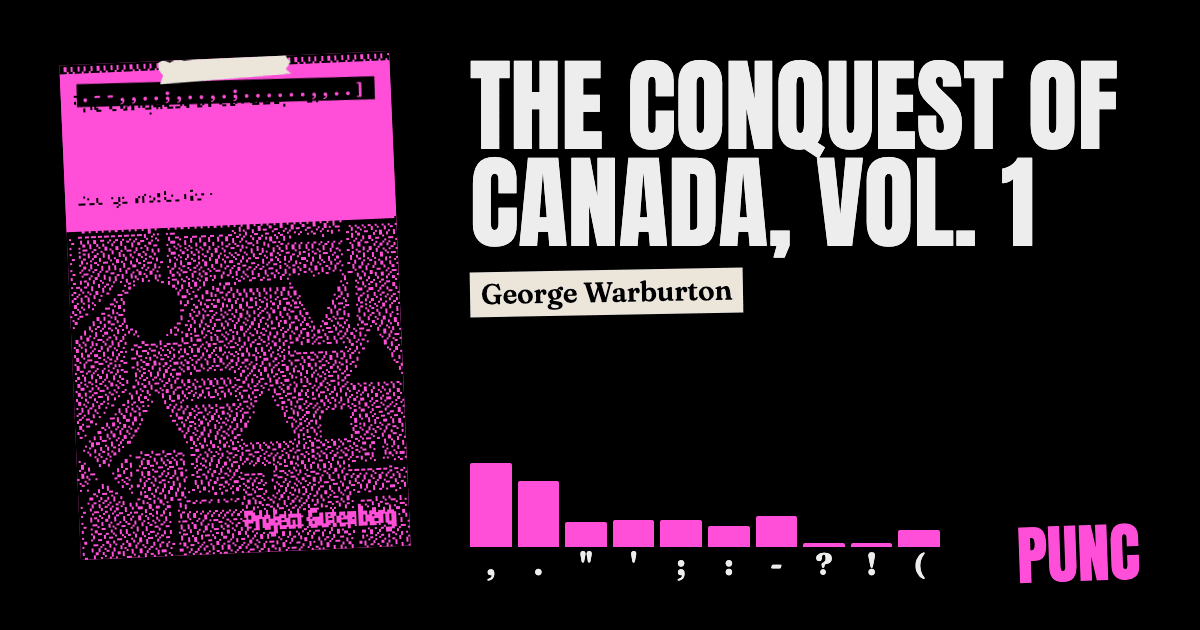 THE CONQUEST OF
CANADA, VOL. 1
George Warburton
Project Gutenberg
, . " ' ; : - ? ! (
PUNC